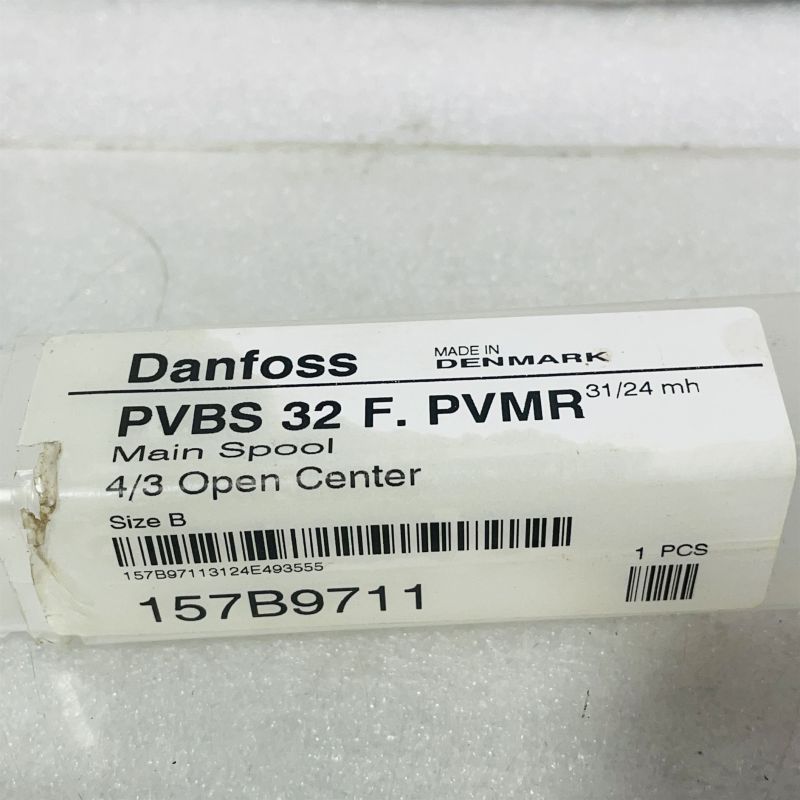 Danfoss
MADE IN
DENMARK
PVBS 32 F. PVMR
31/24 mh
Main Spool
4/3 Open Center
Size B
157B97113124E493555
1 PCS
157B9711